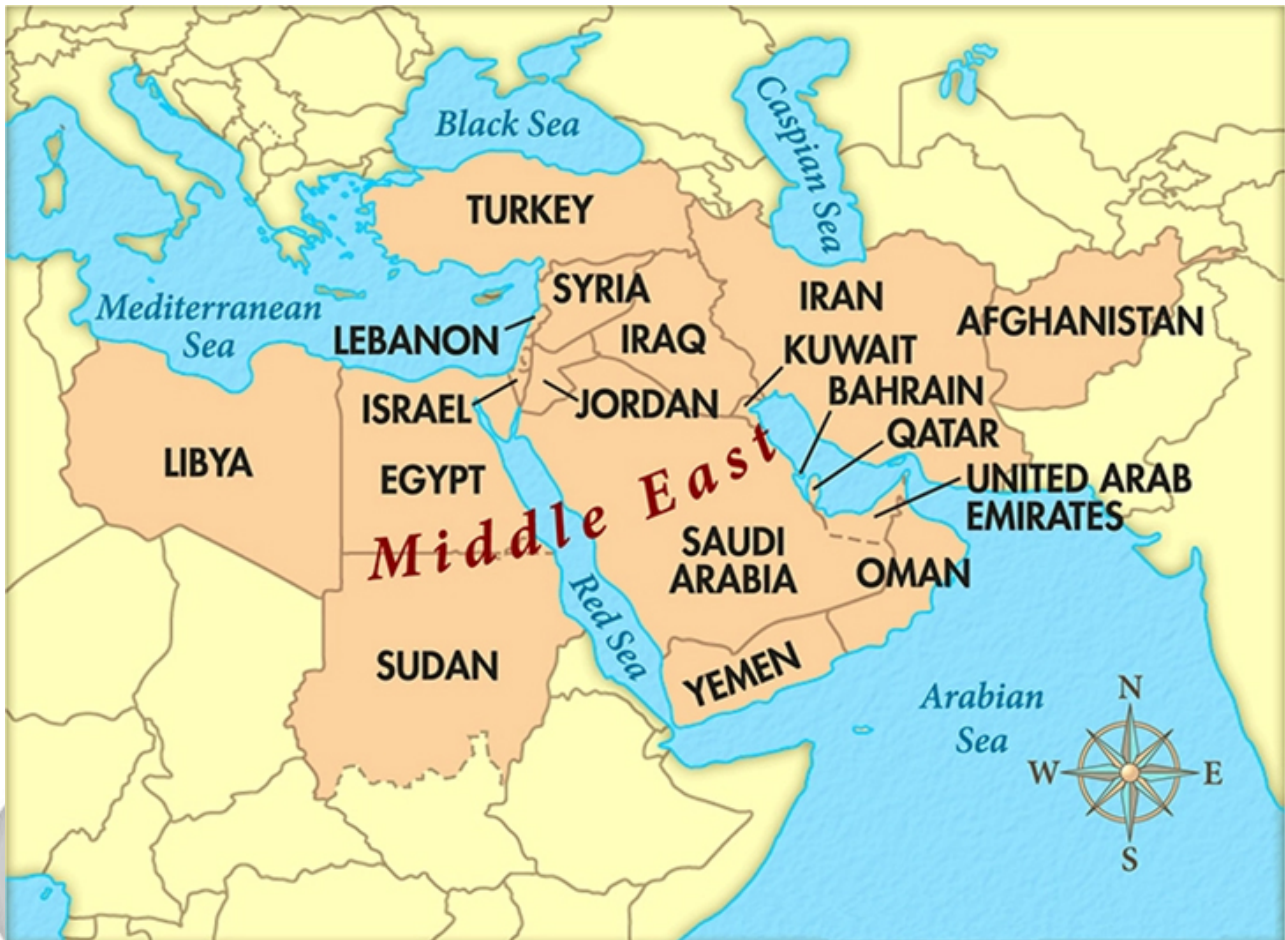 Black Sea
Caspian Sea
TURKEY
Mediterranean
Sea
SYRIA
LEBANON
IRAQ
IRAN
AFGHANISTAN
KUWAIT
ISRAEL
JORDAN
BAHRAIN
QATAR
LIBYA
EGYPT
Middle East
UNITED ARAB
EMIRATES
SAUDI
ARABIA
OMAN
Red Sea
SUDAN
YEMEN
Arabian
Sea
N
W
E
S